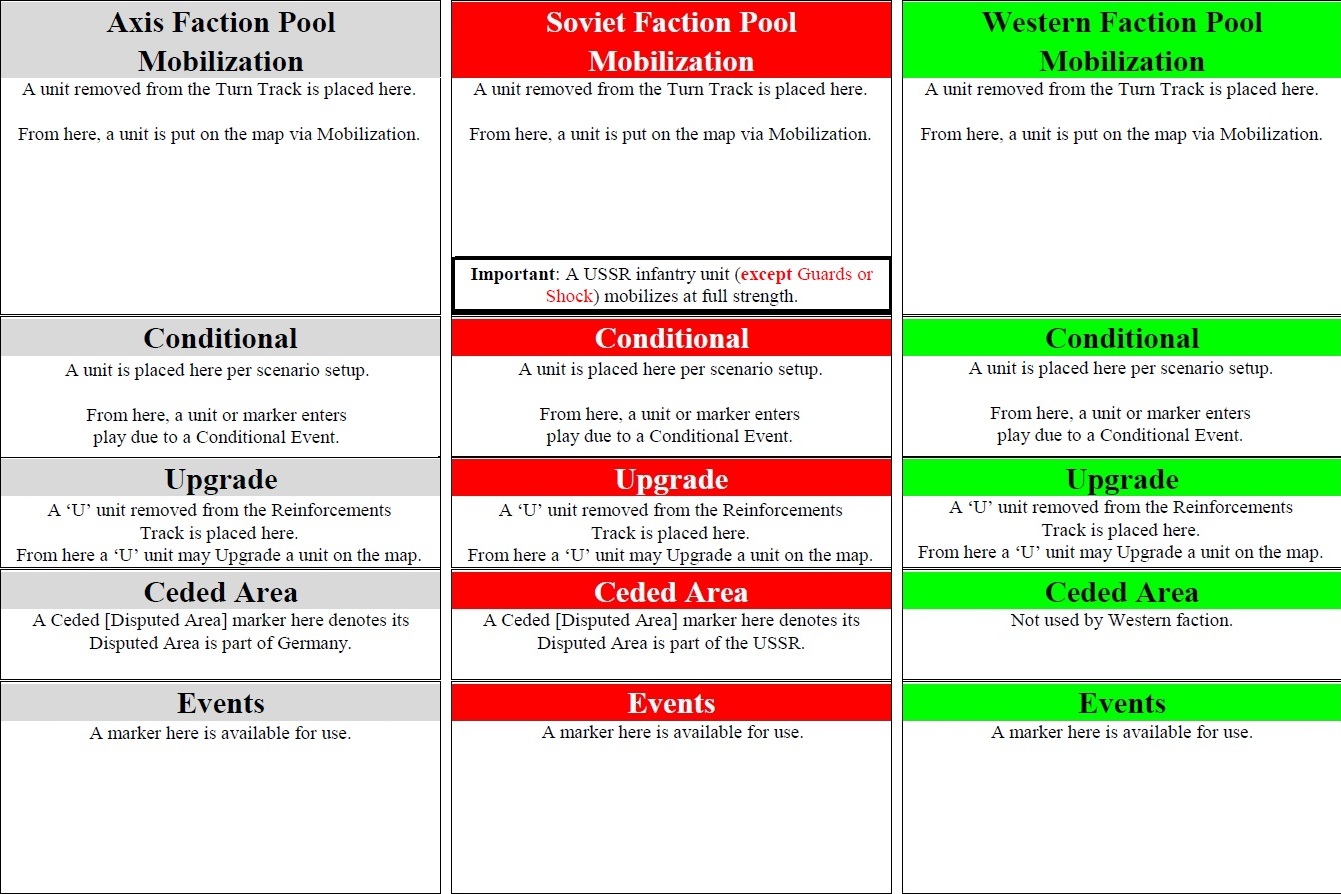 Axis Faction Pool
Mobilization
A unit removed from the Turn Track is placed here.
From here, a unit is put on the map via Mobilization.
Conditional
A unit is placed here per scenario setup.
From here, a unit or marker enters
play due to a Conditional Event.
Upgrade
A ‘U’ unit removed from the Reinforcements
Track is placed here.
From here a ‘U’ unit may Upgrade a unit on the map.
Ceded Area
A Ceded [Disputed Area] marker here denotes its
Disputed Area is part of Germany.
Events
A marker here is available for use.
Soviet Faction Pool
Mobilization
A unit removed from the Turn Track is placed here.
From here, a unit is put on the map via Mobilization.
Important: A USSR infantry unit (except Guards or
Shock) mobilizes at full strength.
Conditional
A unit is placed here per scenario setup.
From here, a unit or marker enters
play due to a Conditional Event.
Upgrade
A ‘U’ unit removed from the Reinforcements
Track is placed here.
From here a ‘U’ unit may Upgrade a unit on the map.
Ceded Area
A Ceded [Disputed Area] marker here denotes its
Disputed Area is part of the USSR.
Events
A marker here is available for use.
Western Faction Pool
Mobilization
A unit removed from the Turn Track is placed here.
From here, a unit is put on the map via Mobilization.
Conditional
A unit is placed here per scenario setup.
From here, a unit or marker enters
play due to a Conditional Event.
Upgrade
A ‘U’ unit removed from the Reinforcements
Track is placed here.
From here a ‘U’ unit may Upgrade a unit on the map.
Ceded Area
Not used by Western faction.
Events
A marker here is available for use.